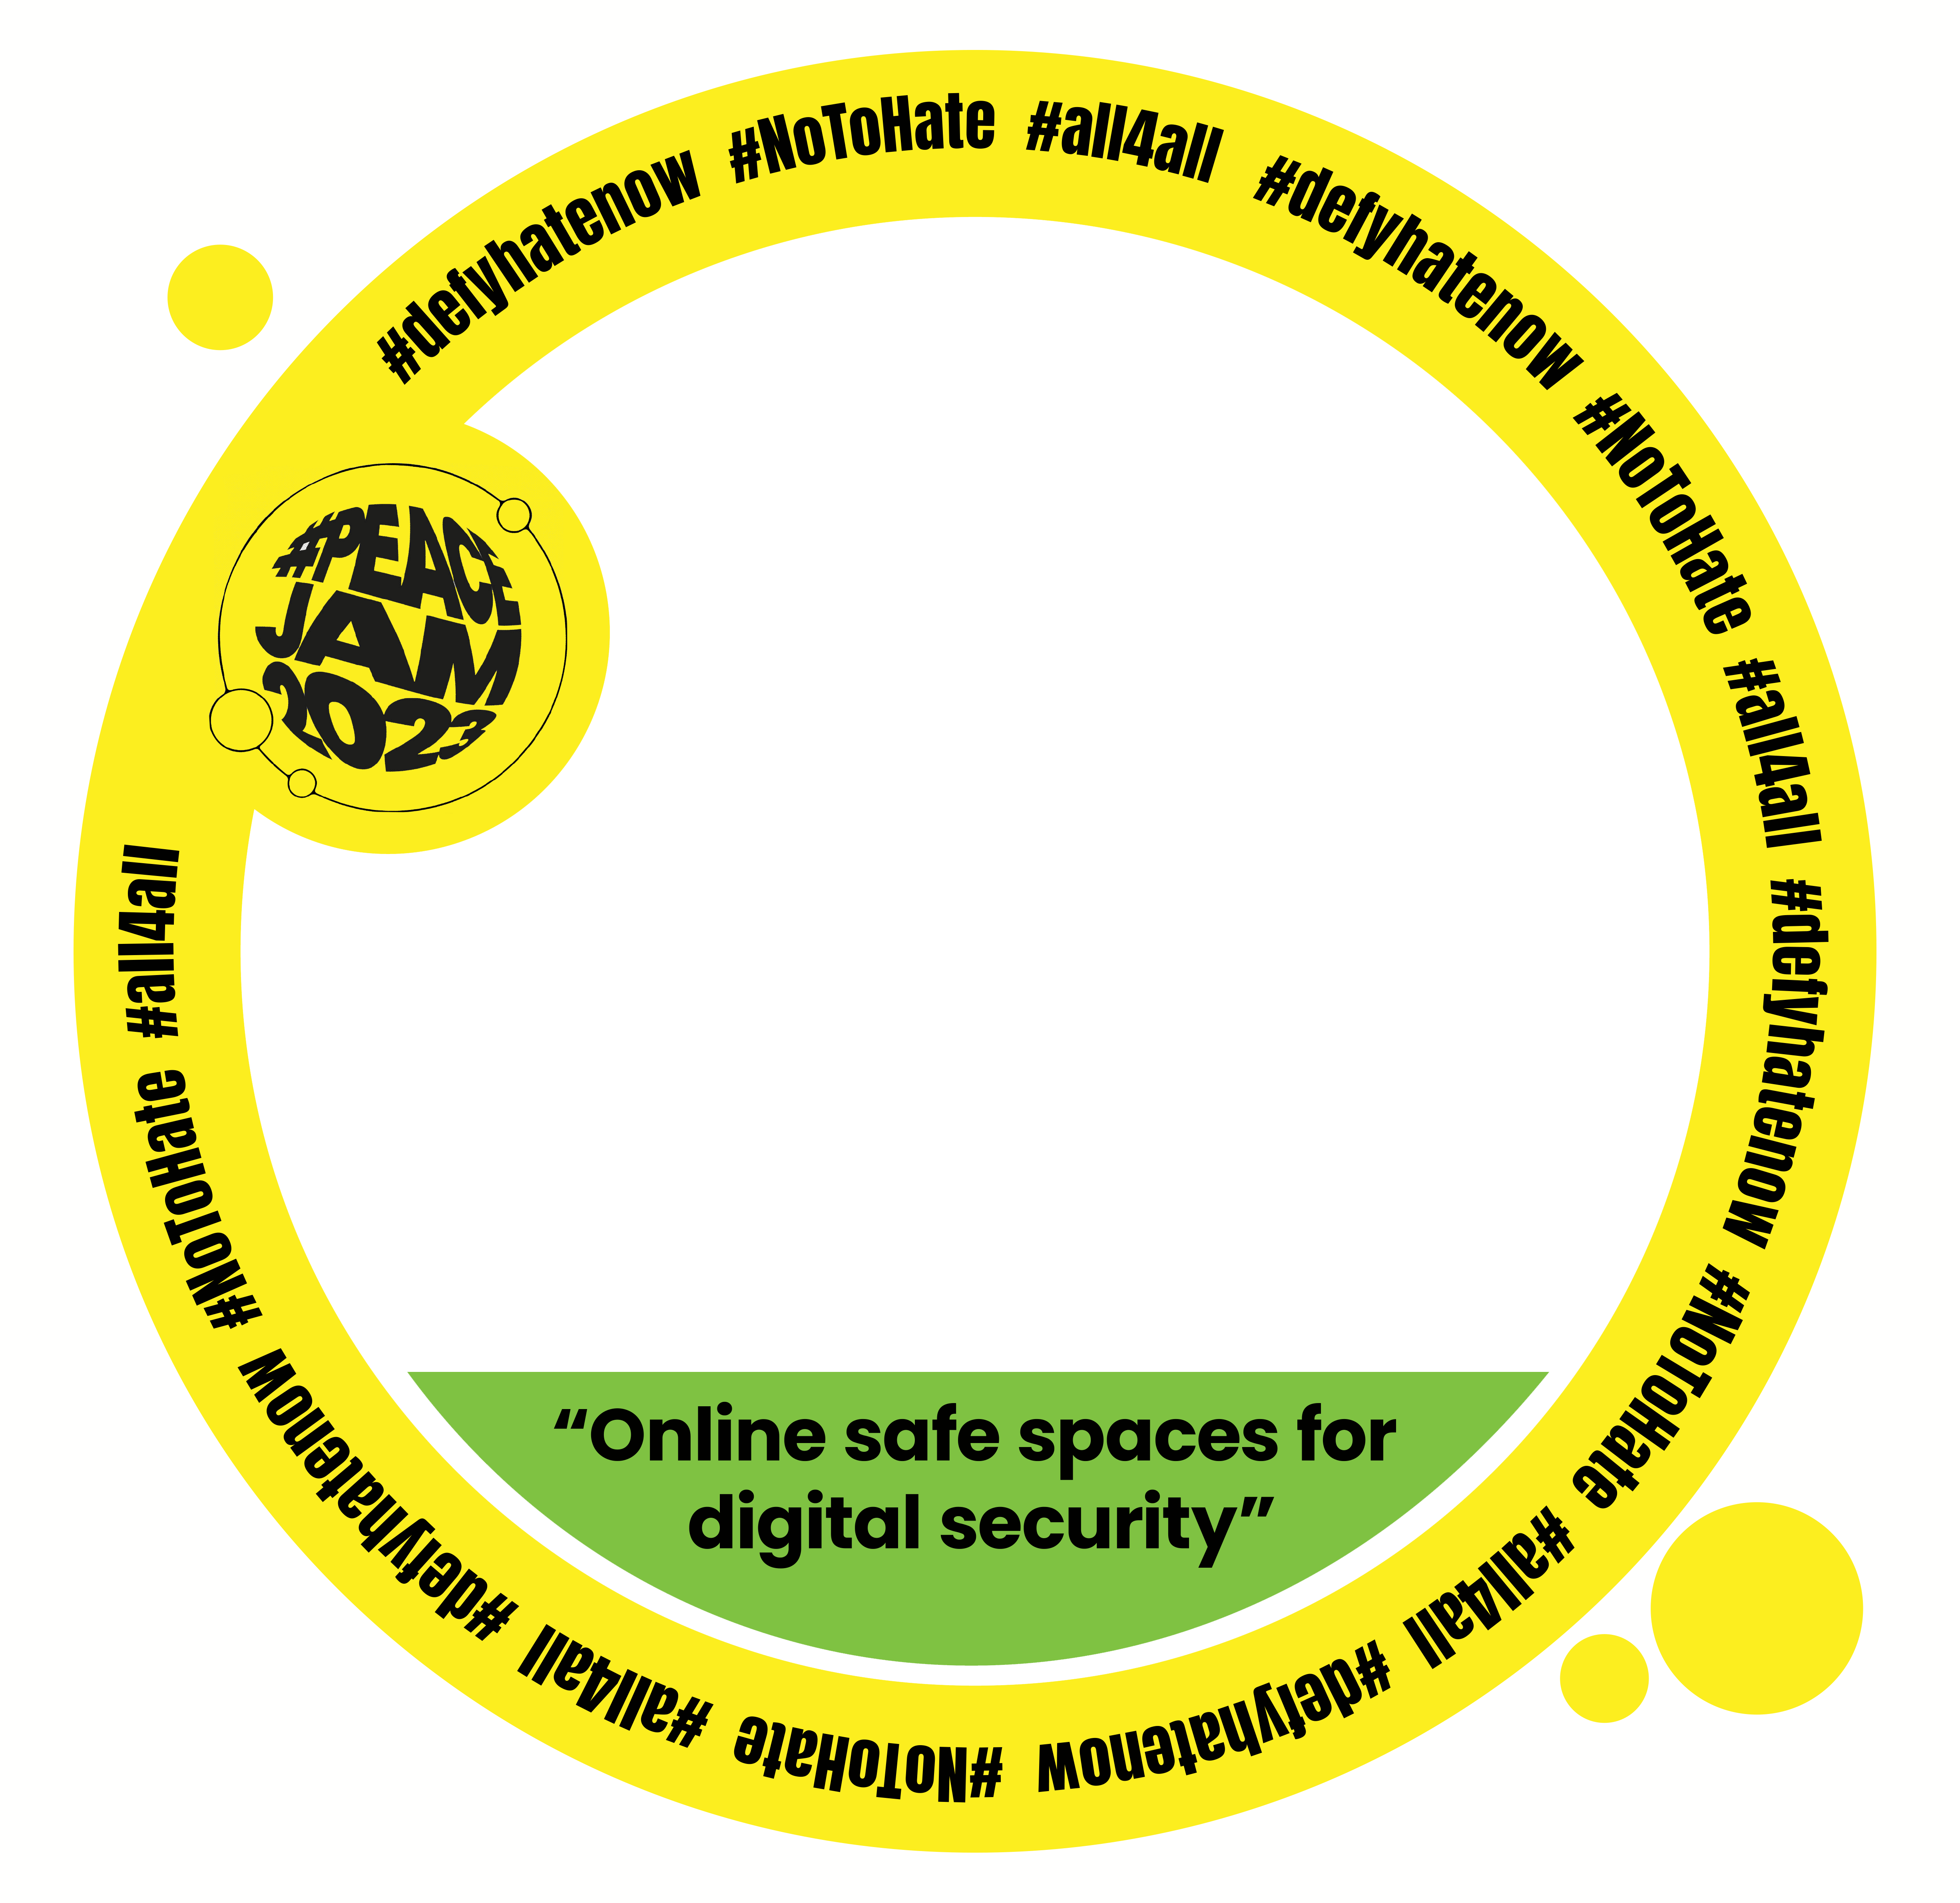 #defyhatenow #NoToHate #all4all #defyhatenow #NoToHate #all4all #defyhatenow #NoToHate #all4all #defyhatenow #NoToHate #all4all #defyhatenow #NoToHate #all4all
#PEACE
JAM
2023
“Online safe spaces for
digital security”